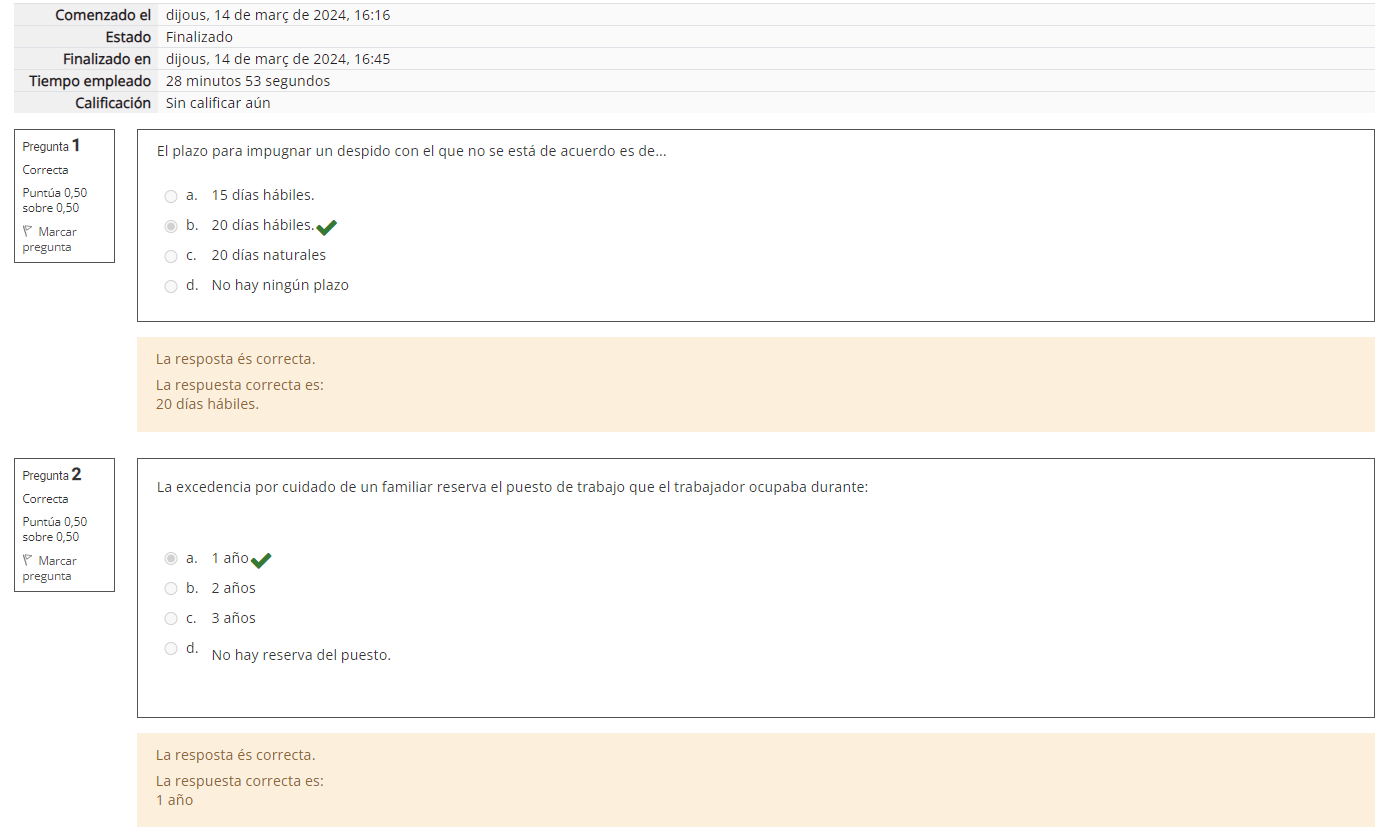 Comenzado el dijous, 14 de març de 2024, 16:16
Estado Finalizado
Finalizado en dijous, 14 de març de 2024, 16:45
Tiempo empleado 28 minutos 53 segundos
Calificación Sin calificar aún
Pregunta 1
Correcta
Puntúa 0,50
sobre 0,50
Marcar
pregunta
El plazo para impugnar un despido con el que no se está de acuerdo es de...
a. 15 días hábiles.
b. 20 días hábiles.
c. 20 días naturales
d. No hay ningún plazo
La resposta és correcta.
La respuesta correcta es:
20 días hábiles.
Pregunta 2
Correcta
Puntúa 0,50
sobre 0,50
Marcar
pregunta
La excedencia por cuidado de un familiar reserva el puesto de trabajo que el trabajador ocupaba durante:
a. 1 año
b. 2 años
c. 3 años
d. No hay reserva del puesto.
La resposta és correcta.
La respuesta correcta es:
1 año